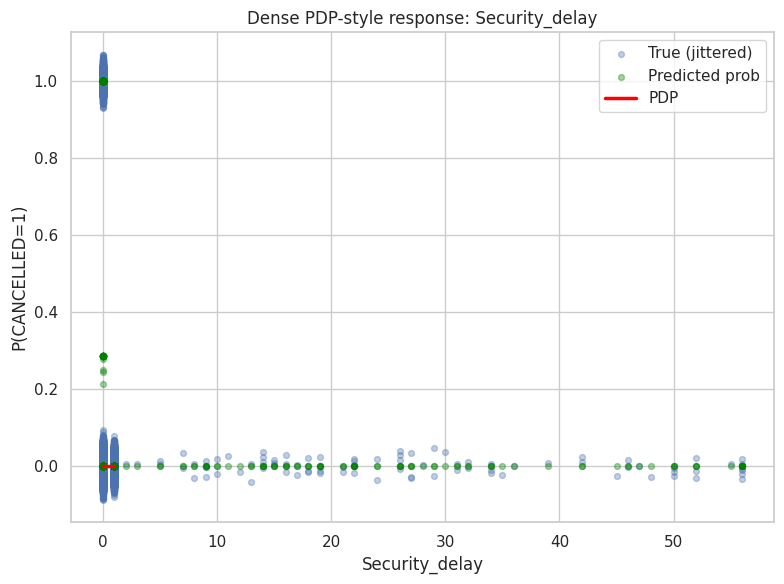 Dense PDP-style response: Security_delay
True (jittered)
Predicted prob
PDP
P(CANCELLED=1)
1.0
0.8
0.6
0.4
0.2
0.0
0 10 20 30 40 50
Security_delay